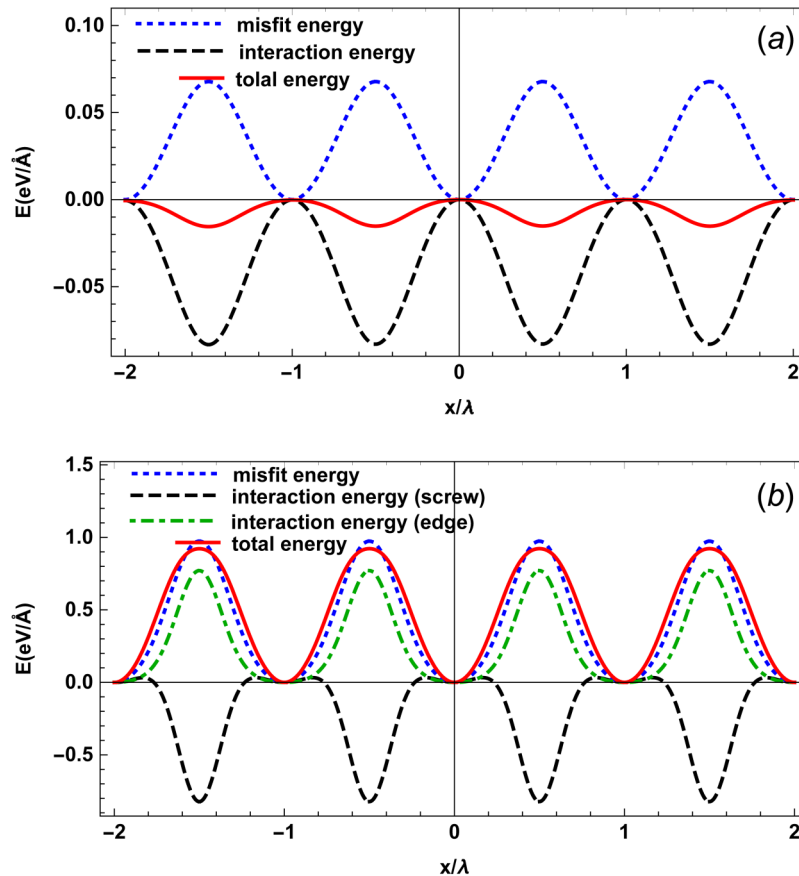 0.10
misfit energy
(a)
interaction energy
tolal energy
0.05
E(eV/Å)
0.00
−0.05
−2
−1
0
1
2
x/λ
1.5
misfit energy
(b)
interaction energy (screw)
1.0
interaction energy (edge)
total energy
E(eV/Å)
0.5
0.0
−0.5
−2
−1
0
1
2
x/λ